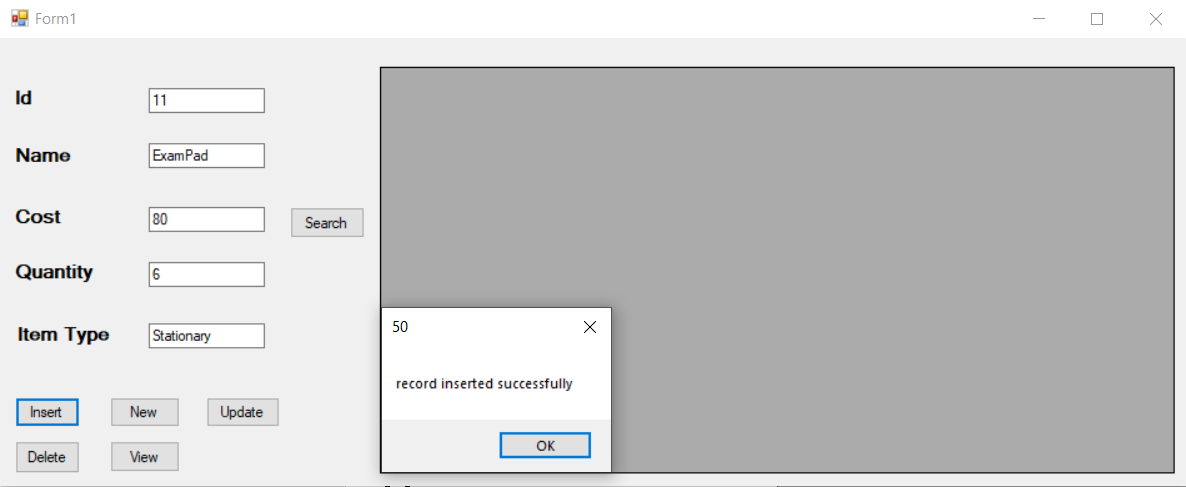 Form1
Id 11
Name ExamPad
Cost 80 Search
Quantity 6
Item Type Stationary
Insert New Update
Delete View
50
record inserted successfully
OK